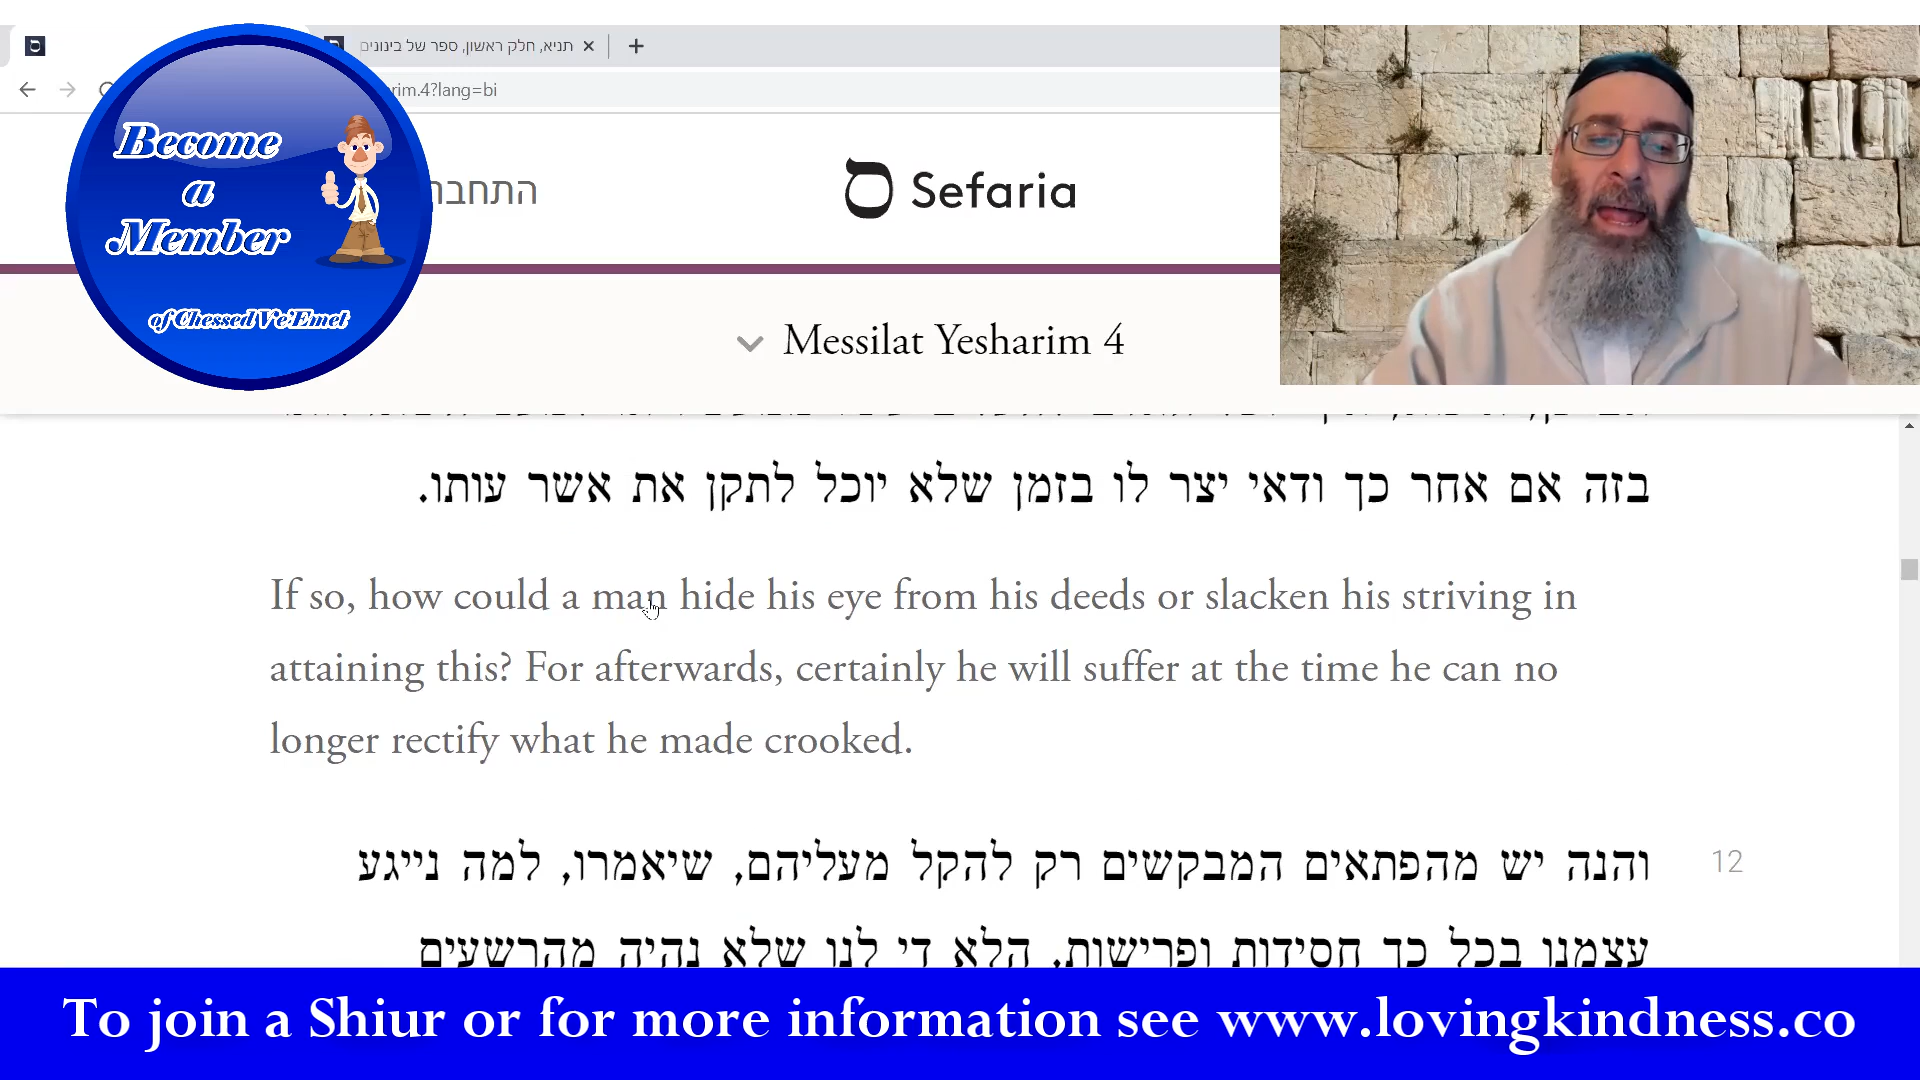 תניא, חלק ראשון, ספר של בינונים
rim.4?lang=bi
Become
a
Member
of Chessed V'e'Emet
התחבר
Sefaria
Messilat Yesharim 4
בזה אם אחר כך ודאי יצר לו בזמן שלא יוכל לתקן את אשר עותו.
If so, how could a man hide his eye from his deeds or slacken his striving in
attaining this? For afterwards, certainly he will suffer at the time he can no
longer rectify what he made crooked.
והנה יש מהפתאים המבקשים רק להקל מעליהם, שיאמרו, למה נייגע
12
עצמנו בכל כך חסידות ופרישות. הלא די לנו שלא נהיה מהרשעים
To join a Shiur or for more information see www.lovingkindness.co